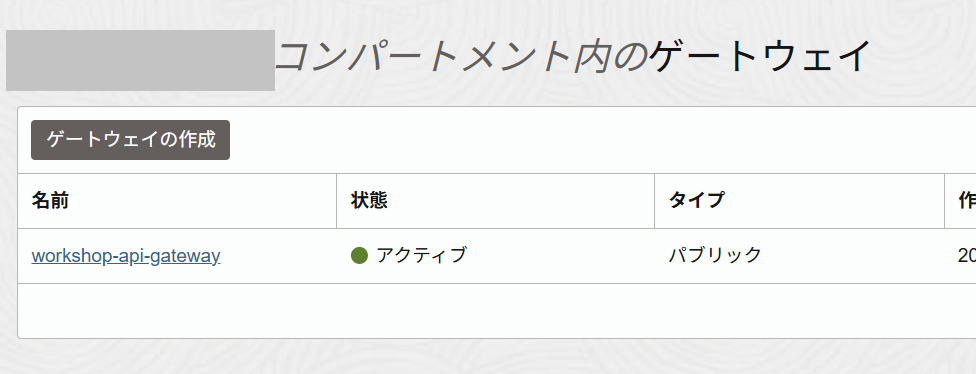 コンパートメント内のゲートウェイ
ゲートウェイの作成
名前 状態 タイプ 作
workshop-api-gateway アクティブ パブリック 20